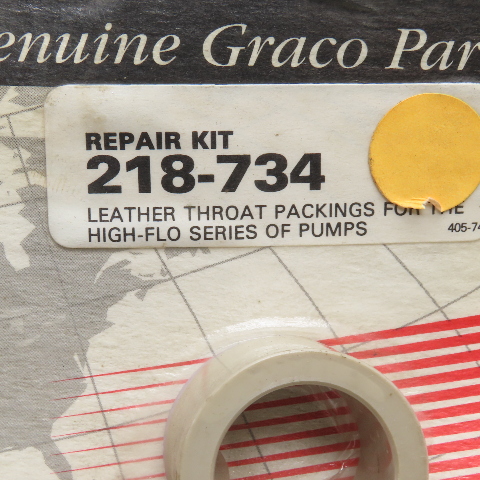 enuine Graco Par
REPAIR KIT
218-734
LEATHER THROAT PACKINGS FOR THE
HIGH-FLO SERIES OF PUMPS
405-74